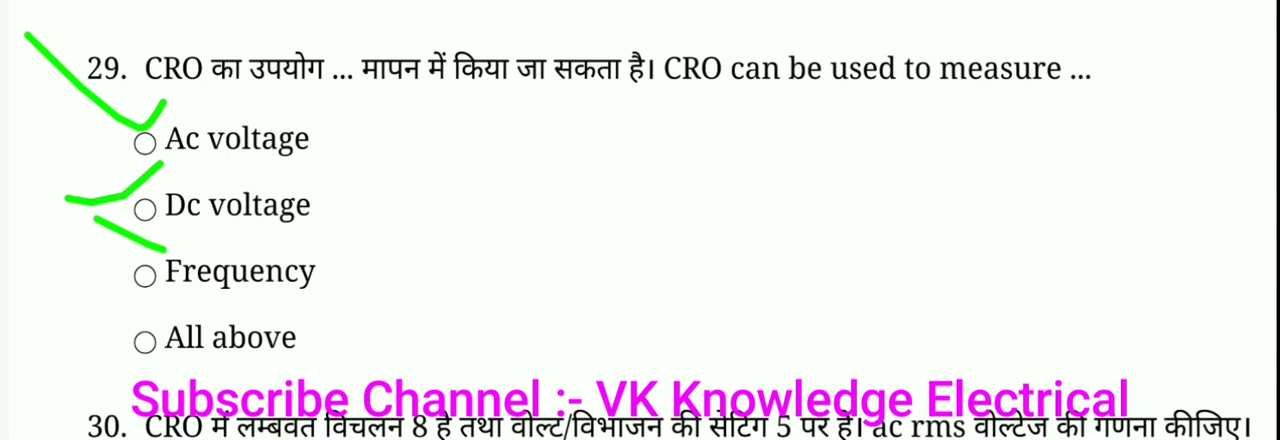 29. CRO का उपयोग ... मापन में किया जा सकता है। CRO can be used to measure ...
Ac voltage
Dc voltage
Frequency
All above
Subscribe Channel :- VK Knowledge Electrical
30. CRO में लम्बवत विचलन 8 है तथा वोल्ट/विभाजन की सेटिंग 5 पर है। ac rms वोल्टेज की गणना कीजिए।